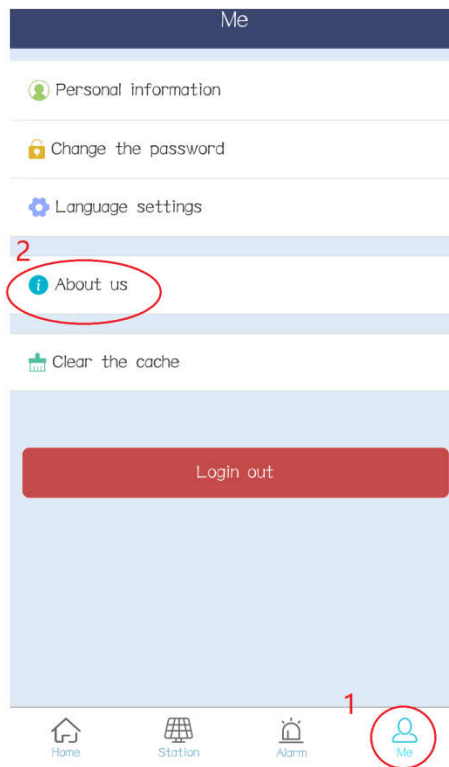 Me
Personal information
Change the password
Language settings
2
About us
Clear the cache
Login out
1
Home Station Alarm Me